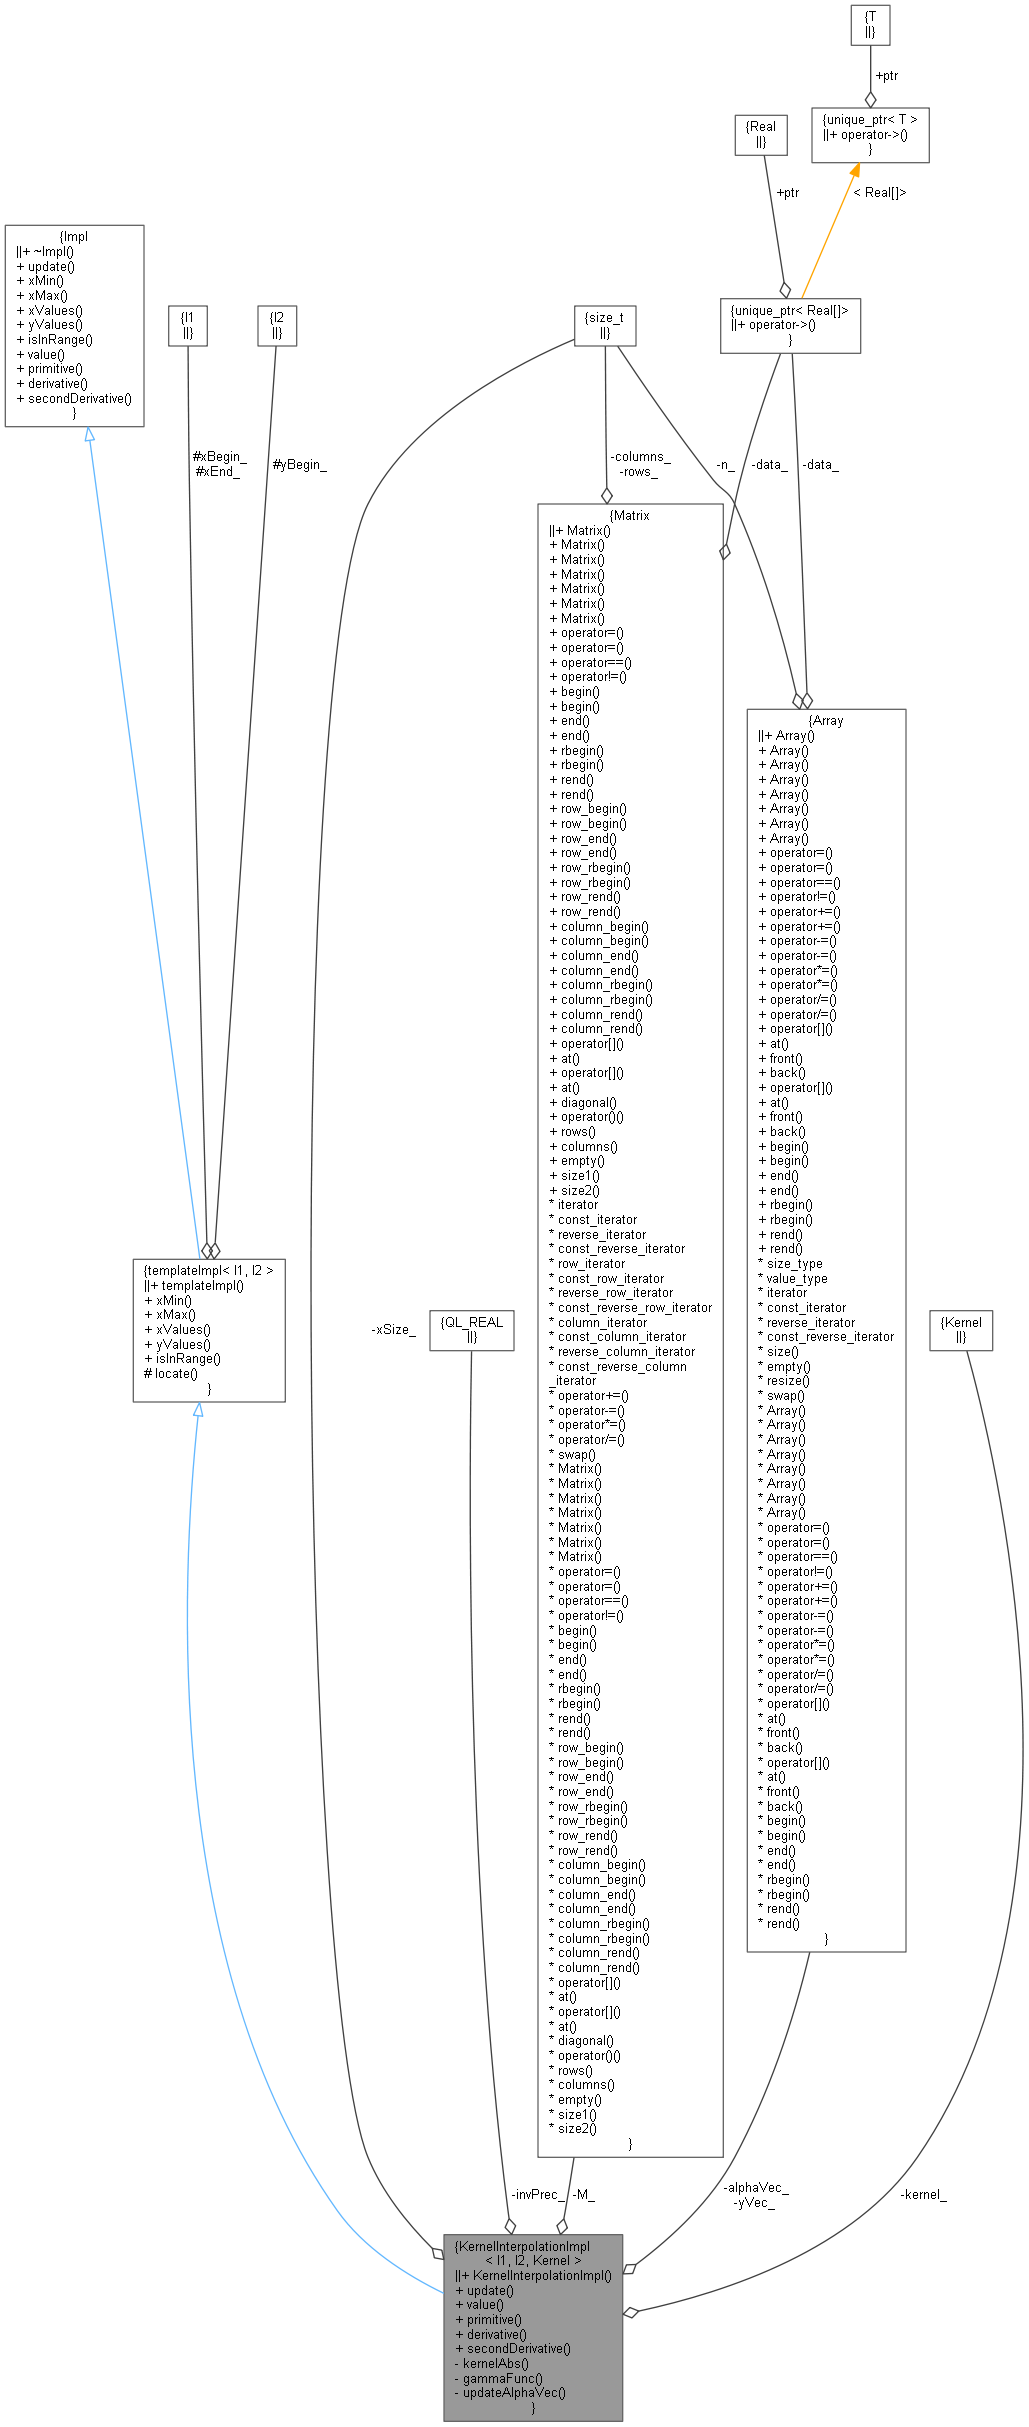 {T
||}
+ptr
{unique_ptr< T >
||+ operator->()
}
{Real
||}
+ptr
< Real[]>
{Impl
||+ ~Impl()
+ update()
+ xMin()
+ xMax()
+ xValues()
+ yValues()
+ isInRange()
+ value()
+ primitive()
+ derivative()
+ secondDerivative()
}
{I1
||}
{I2
||}
{size_t
||}
{unique_ptr< Real[]>
||+ operator->()
}
#xBegin_
#xEnd_
#yBegin_
-columns_
-rows_
-n_
-data_
-data_
{Matrix
||+ Matrix()
+ Matrix()
+ Matrix()
+ Matrix()
+ Matrix()
+ Matrix()
+ Matrix()
+ operator=()
+ operator=()
+ operator==()
+ operator!=()
+ begin()
+ begin()
+ end()
+ end()
+ rbegin()
+ rbegin()
+ rend()
+ rend()
+ row_begin()
+ row_begin()
+ row_end()
+ row_end()
+ row_rbegin()
+ row_rbegin()
+ row_rend()
+ row_rend()
+ column_begin()
+ column_begin()
+ column_end()
+ column_end()
+ column_rbegin()
+ column_rbegin()
+ column_rend()
+ column_rend()
+ operator[]()
+ at()
+ operator[]()
+ at()
+ diagonal()
+ operator()()
+ rows()
+ columns()
+ empty()
+ size1()
+ size2()
* iterator
* const_iterator
* reverse_iterator
* const_reverse_iterator
* row_iterator
* const_row_iterator
* reverse_row_iterator
* const_reverse_row_iterator
* column_iterator
* const_column_iterator
* reverse_column_iterator
* const_reverse_column
_iterator
* operator+=()
* operator-=()
* operator*=()
* operator/=()
* swap()
* Matrix()
* Matrix()
* Matrix()
* Matrix()
* Matrix()
* Matrix()
* Matrix()
* operator=()
* operator=()
* operator==()
* operator!=()
* begin()
* begin()
* end()
* end()
* rbegin()
* rbegin()
* rend()
* rend()
* row_begin()
* row_begin()
* row_end()
* row_end()
* row_rbegin()
* row_rbegin()
* row_rend()
* row_rend()
* column_begin()
* column_begin()
* column_end()
* column_end()
* column_rbegin()
* column_rbegin()
* column_rend()
* column_rend()
* operator[]()
* at()
* operator[]()
* at()
* diagonal()
* operator()()
* rows()
* columns()
* empty()
* size1()
* size2()
}
{Array
||+ Array()
+ Array()
+ Array()
+ Array()
+ Array()
+ Array()
+ Array()
+ Array()
+ operator=()
+ operator=()
+ operator==()
+ operator!=()
+ operator+=()
+ operator+=()
+ operator-=()
+ operator-=()
+ operator*=()
+ operator*=()
+ operator/=()
+ operator/=()
+ operator[]()
+ at()
+ front()
+ back()
+ operator[]()
+ at()
+ front()
+ back()
+ begin()
+ begin()
+ end()
+ end()
+ rbegin()
+ rbegin()
+ rend()
+ rend()
* size_type
* value_type
* iterator
* const_iterator
* reverse_iterator
* const_reverse_iterator
* size()
* empty()
* resize()
* swap()
* Array()
* Array()
* Array()
* Array()
* Array()
* Array()
* Array()
* Array()
* operator=()
* operator=()
* operator==()
* operator!=()
* operator+=()
* operator+=()
* operator-=()
* operator-=()
* operator*=()
* operator*=()
* operator/=()
* operator/=()
* operator[]()
* at()
* front()
* back()
* operator[]()
* at()
* front()
* back()
* begin()
* begin()
* end()
* end()
* rbegin()
* rbegin()
* rend()
* rend()
}
{templateImpl< I1, I2 >
||+ templateImpl()
+ xMin()
+ xMax()
+ xValues()
+ yValues()
+ isInRange()
# locate()
}
-xSize_
{QL_REAL
||}
{Kernel
||}
-invPrec_
-M_
-alphaVec_
-yVec_
-kernel_
{KernelInterpolationImpl
< I1, I2, Kernel >
||+ KernelInterpolationImpl()
+ update()
+ value()
+ primitive()
+ derivative()
+ secondDerivative()
- kernelAbs()
- gammaFunc()
- updateAlphaVec()
}